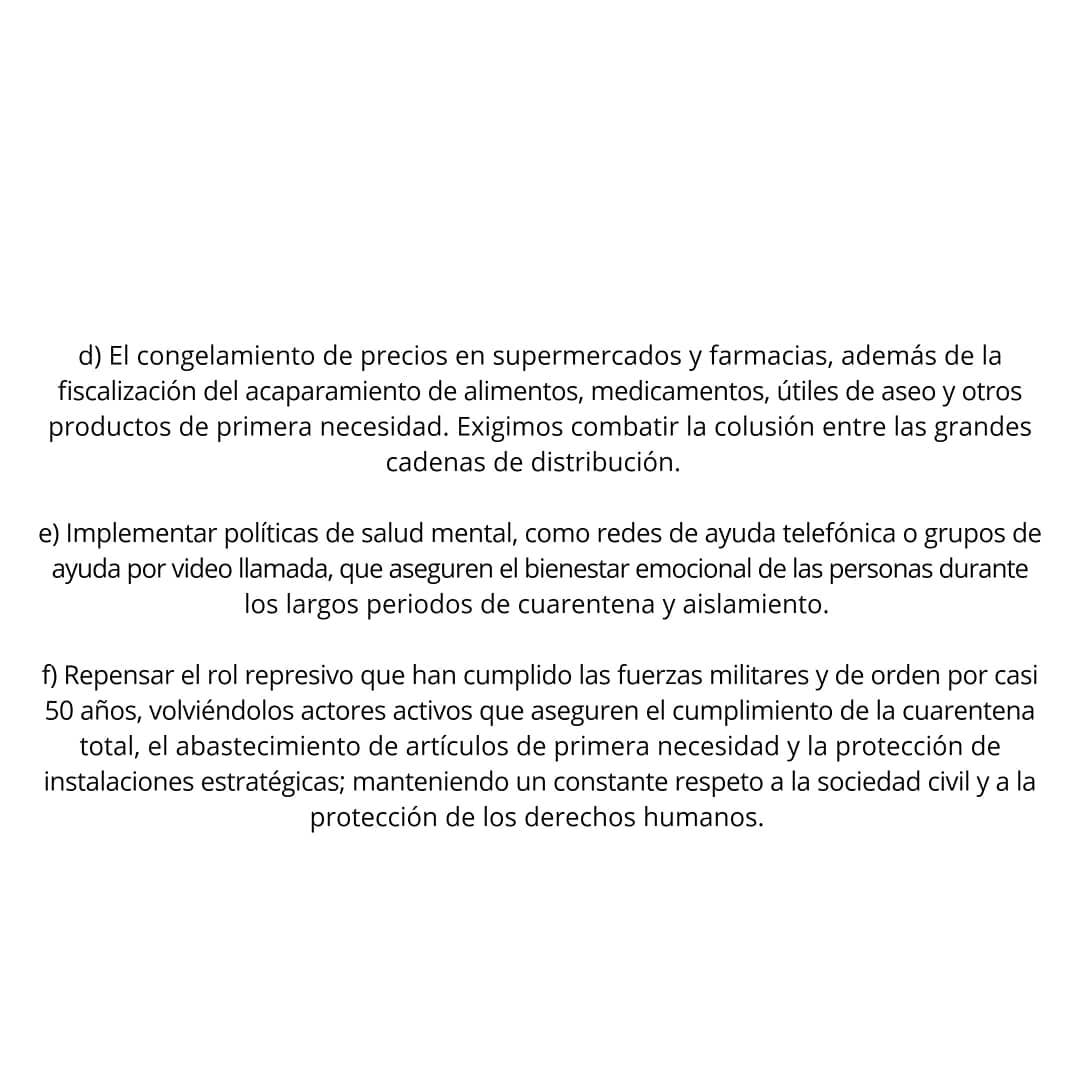 d) El congelamiento de precios en supermercados y farmacias, además de la
fiscalización del acaparamiento de alimentos, medicamentos, útiles de aseo y otros
productos de primera necesidad. Exigimos combatir la colusión entre las grandes
cadenas de distribución.
e) Implementar políticas de salud mental, como redes de ayuda telefónica o grupos de
ayuda por video llamada, que aseguren el bienestar emocional de las personas durante
los largos periodos de cuarentena y aislamiento.
f) Repensar el rol represivo que han cumplido las fuerzas militares y de orden por casi
50 años, volviéndolos actores activos que aseguren el cumplimiento de la cuarentena
total, el abastecimiento de artículos de primera necesidad y la protección de
instalaciones estratégicas; manteniendo un constante respeto a la sociedad civil y a la
protección de los derechos humanos.